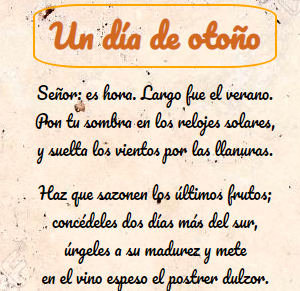 Un día de otoño
Señor: es hora. Largo fue el verano.
Pon tu sombra en los relojes solares,
y suelta los vientos por las llanuras.
Haz que sazonen los últimos frutos;
concédeles dos días más del sur,
úrgeles a su madurez y mete
en el vino espeso el postrer dulzor.